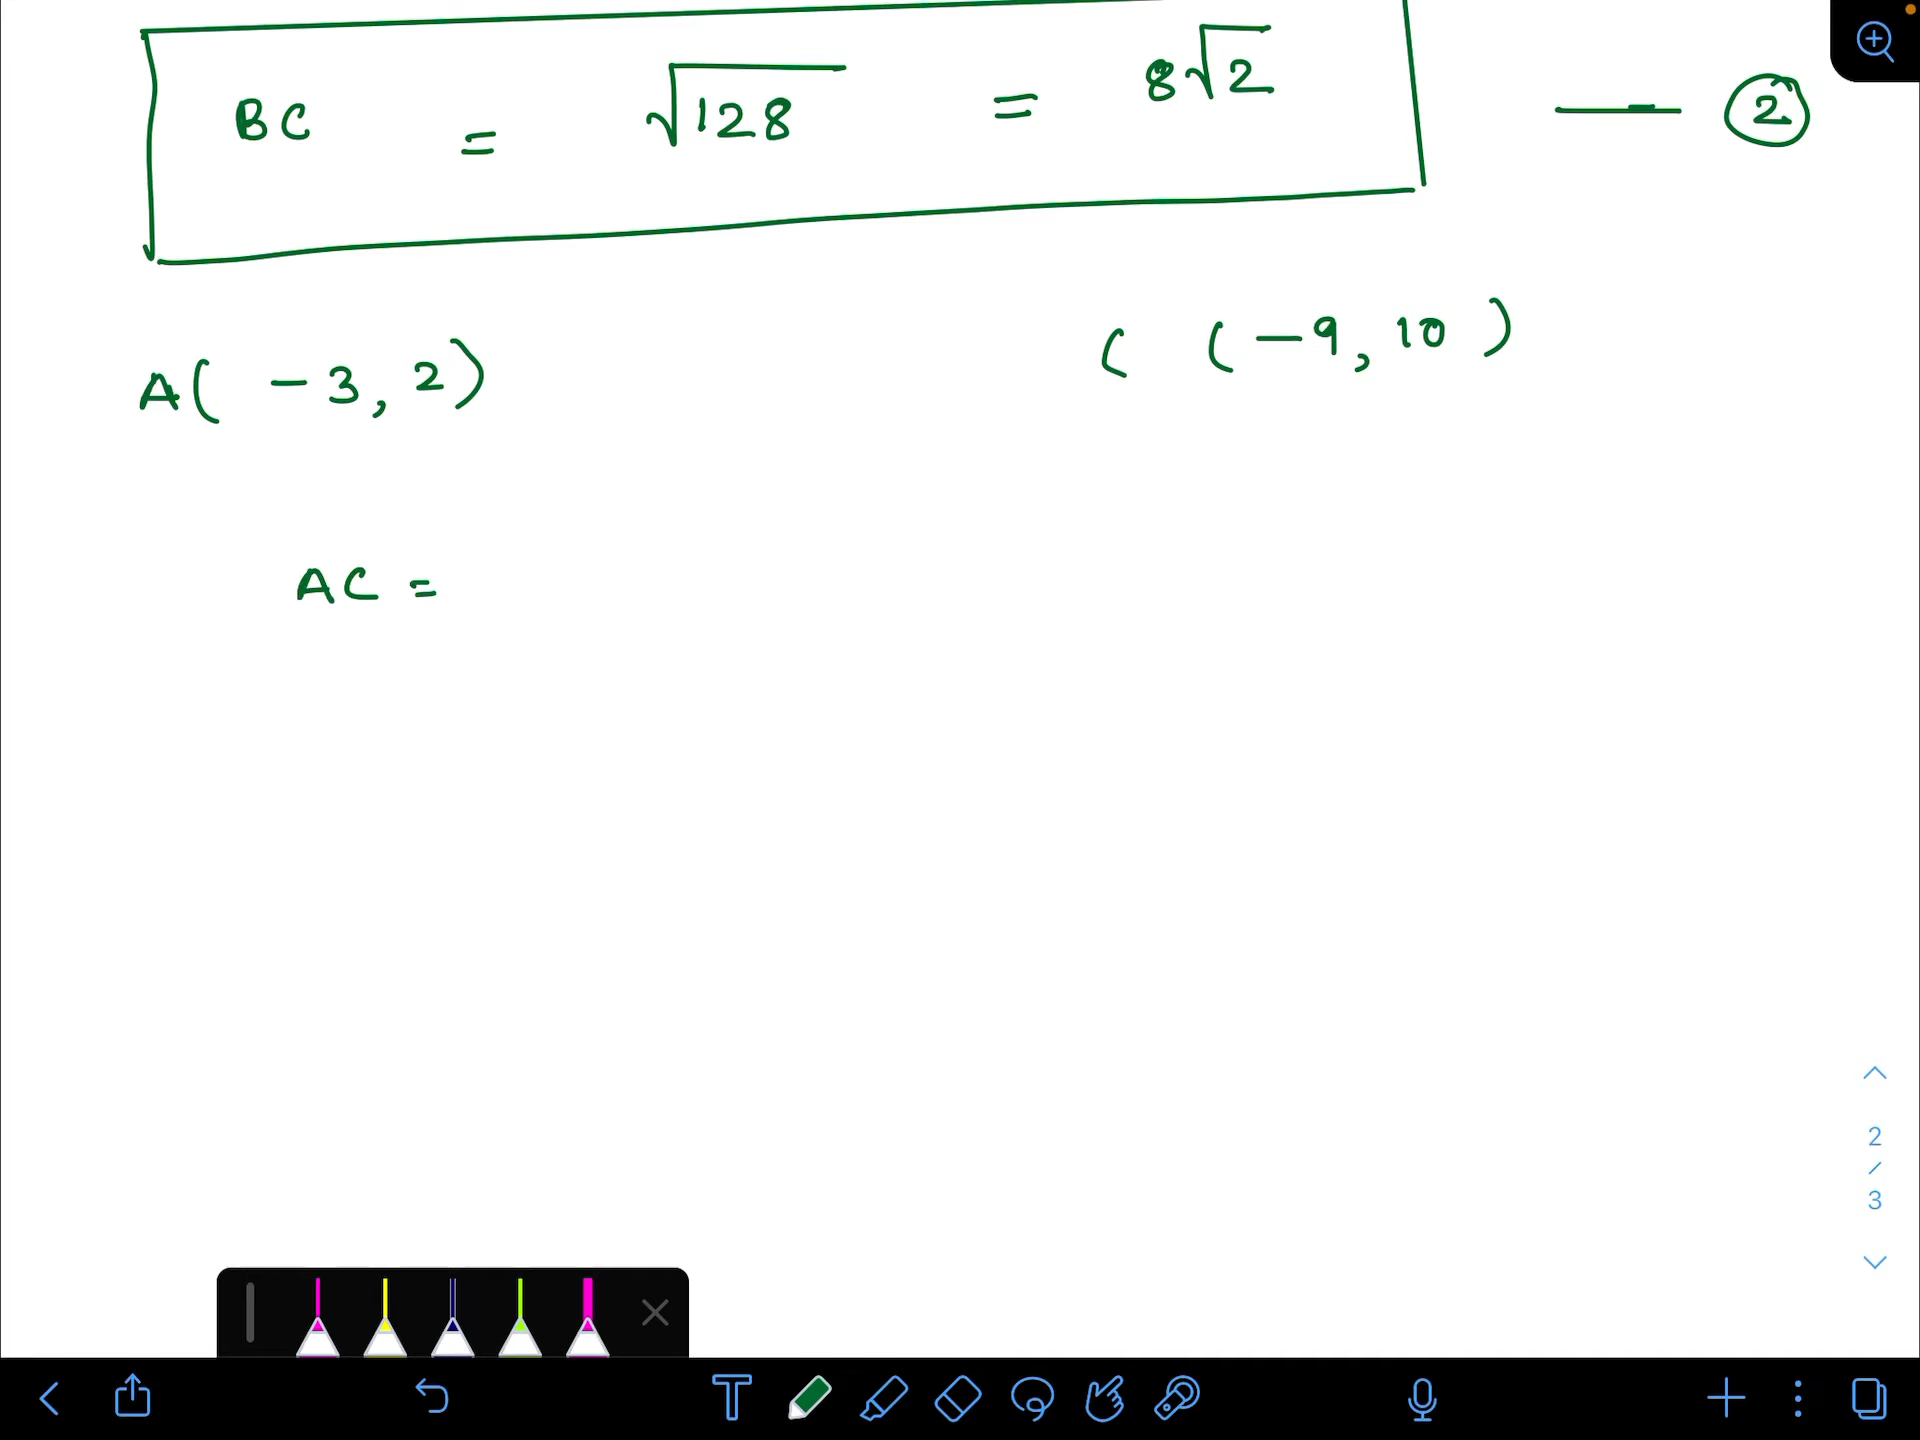 BC = √128 = 8√2 — ②
A( -3, 2) C (-9, 10)
AC =
2
/
3